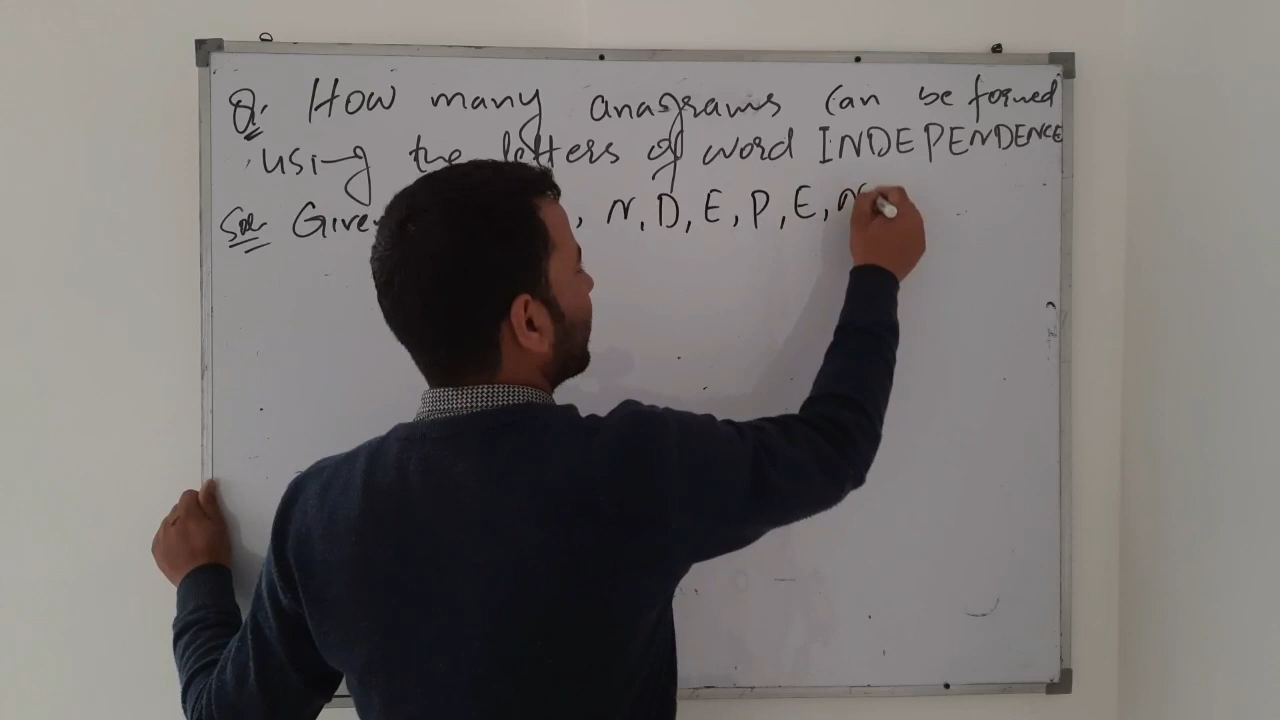 Q. How many anagrams can be formed
using the letters of word INDEPENDENCE
Sol Given , N, D, E, P, E, N